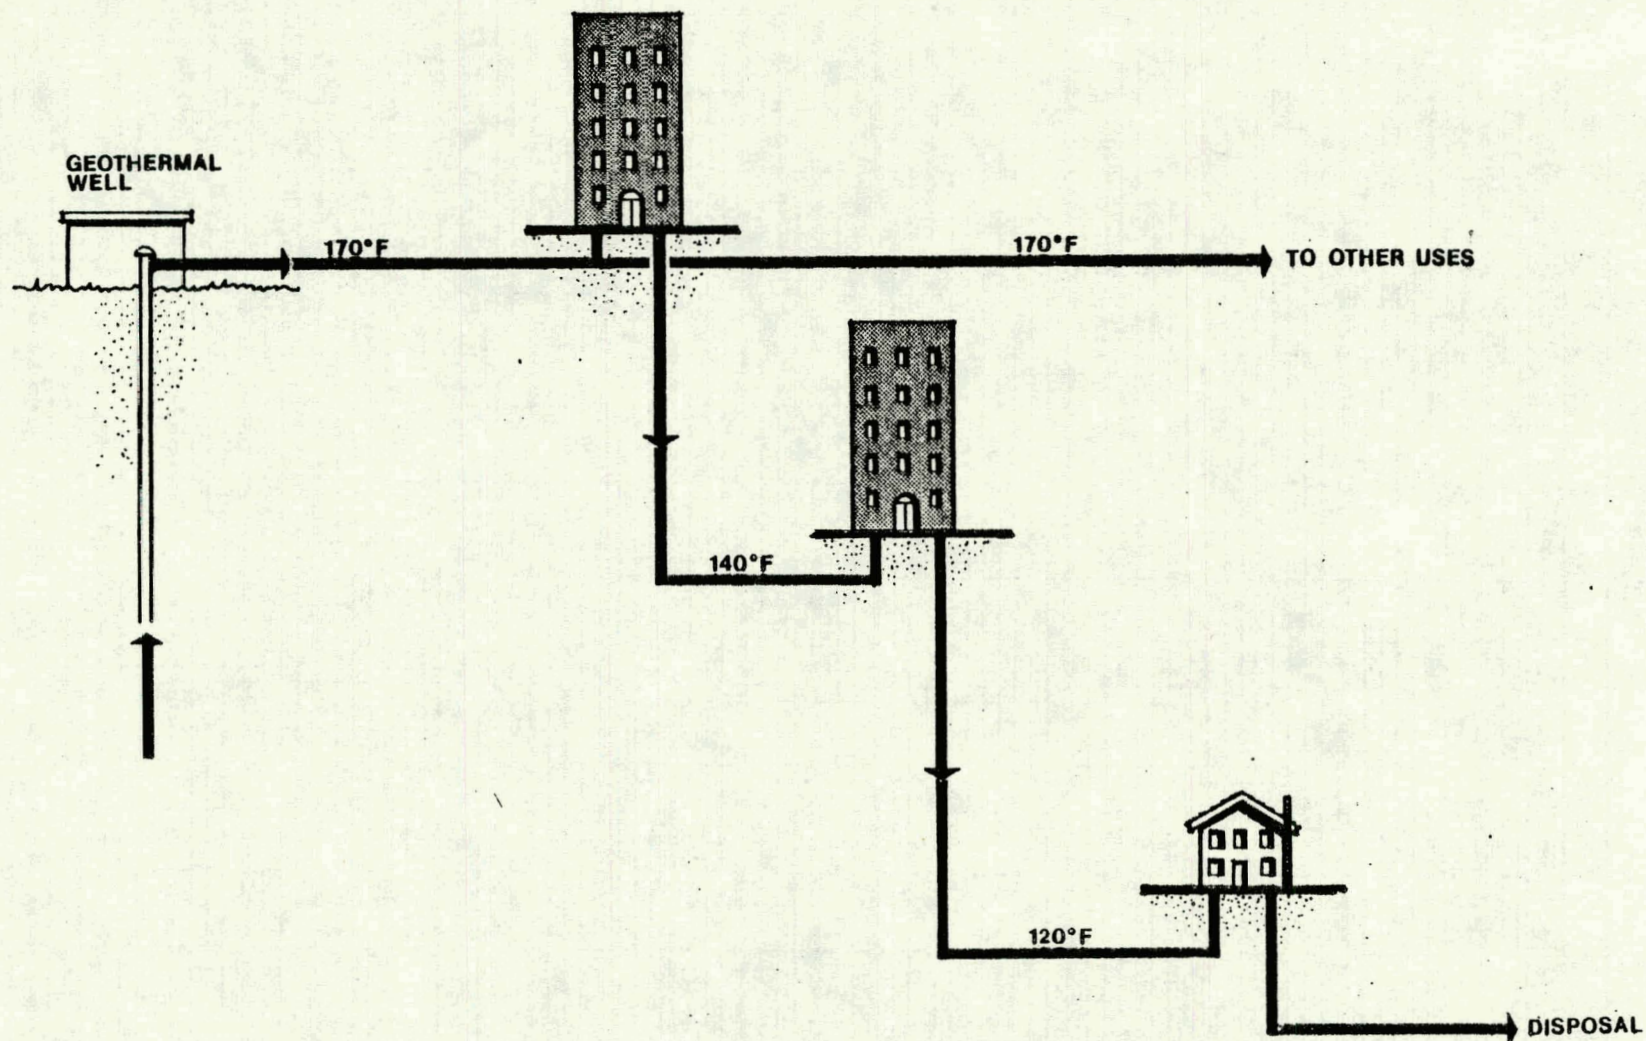 GEOTHERMAL
WELL
170°F
170°F
TO OTHER USES
140°F
120°F
DISPOSAL